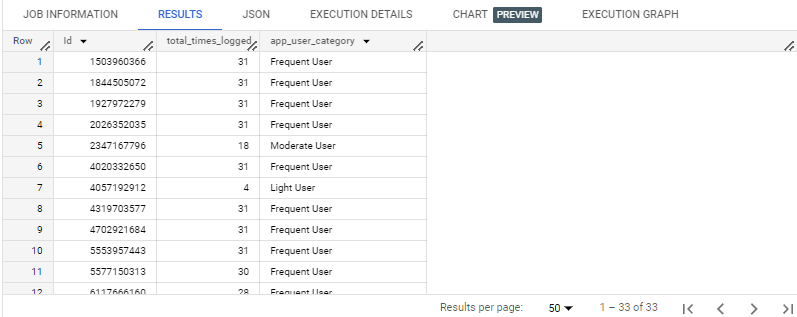 JOB INFORMATION RESULTS JSON EXECUTION DETAILS CHART PREVIEW EXECUTION GRAPH
Row Id total_times_logged app_user_category
1 1503960366 31 Frequent User
2 1844505072 31 Frequent User
3 1927972279 31 Frequent User
4 2026352035 31 Frequent User
5 2347167796 18 Moderate User
6 4020332650 31 Frequent User
7 4057192912 4 Light User
8 4319703577 31 Frequent User
9 4702921684 31 Frequent User
10 5553957443 31 Frequent User
11 5577150313 30 Frequent User
12 6117666160 28 Frequent User
Results per page: 50 1 – 33 of 33